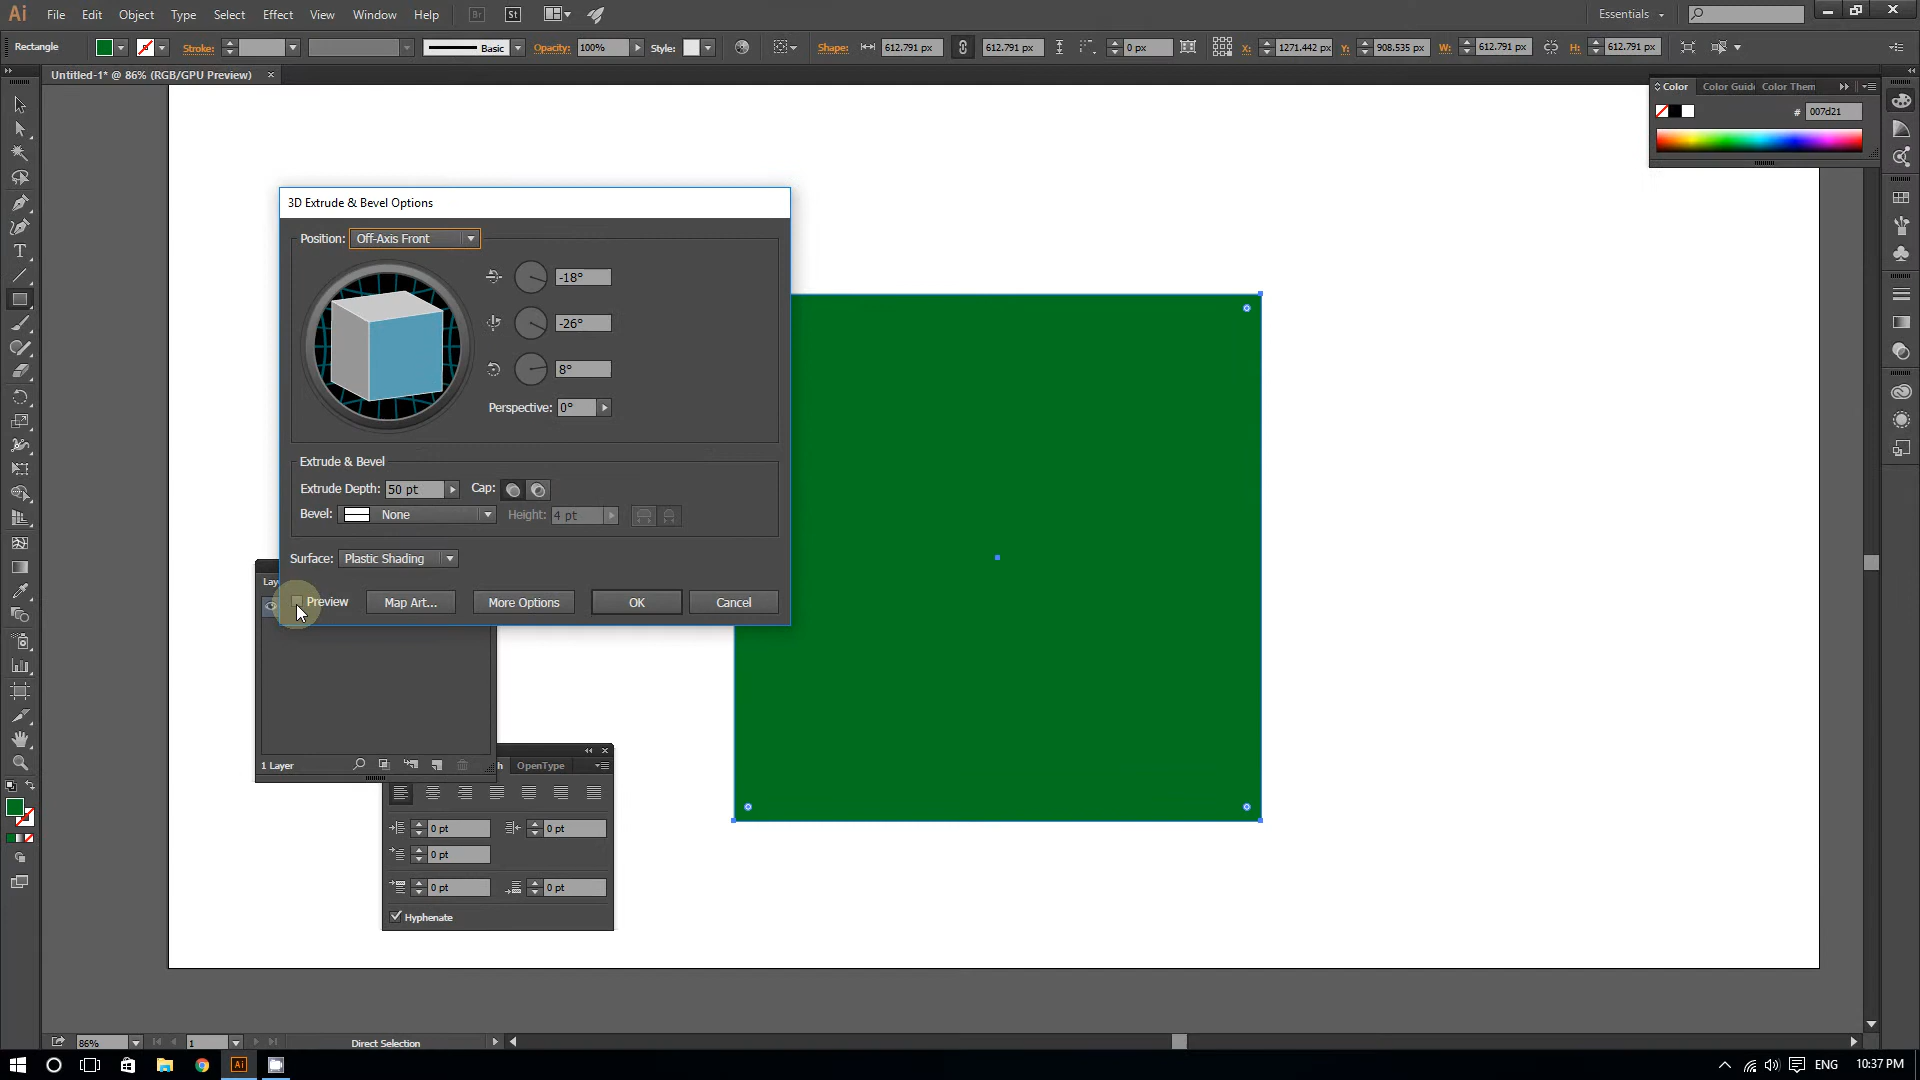 Ai File Edit Object Type Select Effect View Window Help Br St Essentials
Rectangle Stroke: Basic Opacity: 100% Style: Shape: 612.791 px 612.791 px 0 px X: 1271.442 px Y: 908.535 px W: 612.791 px H: 612.791 px
Untitled-1* @ 86% (RGB/GPU Preview) ×
Color Color Guid Color Them
# 007d21
3D Extrude & Bevel Options
Position: Off-Axis Front
-18°
-26°
8°
Perspective: 0°
Extrude & Bevel
Extrude Depth: 50 pt Cap:
Bevel: None Height: 4 pt
Surface: Plastic Shading
Lay
Preview Map Art... More Options OK Cancel
1 Layer
h OpenType
0 pt 0 pt
0 pt
0 pt 0 pt
Hyphenate
86% 1 Direct Selection
Ai ENG 10:37 PM